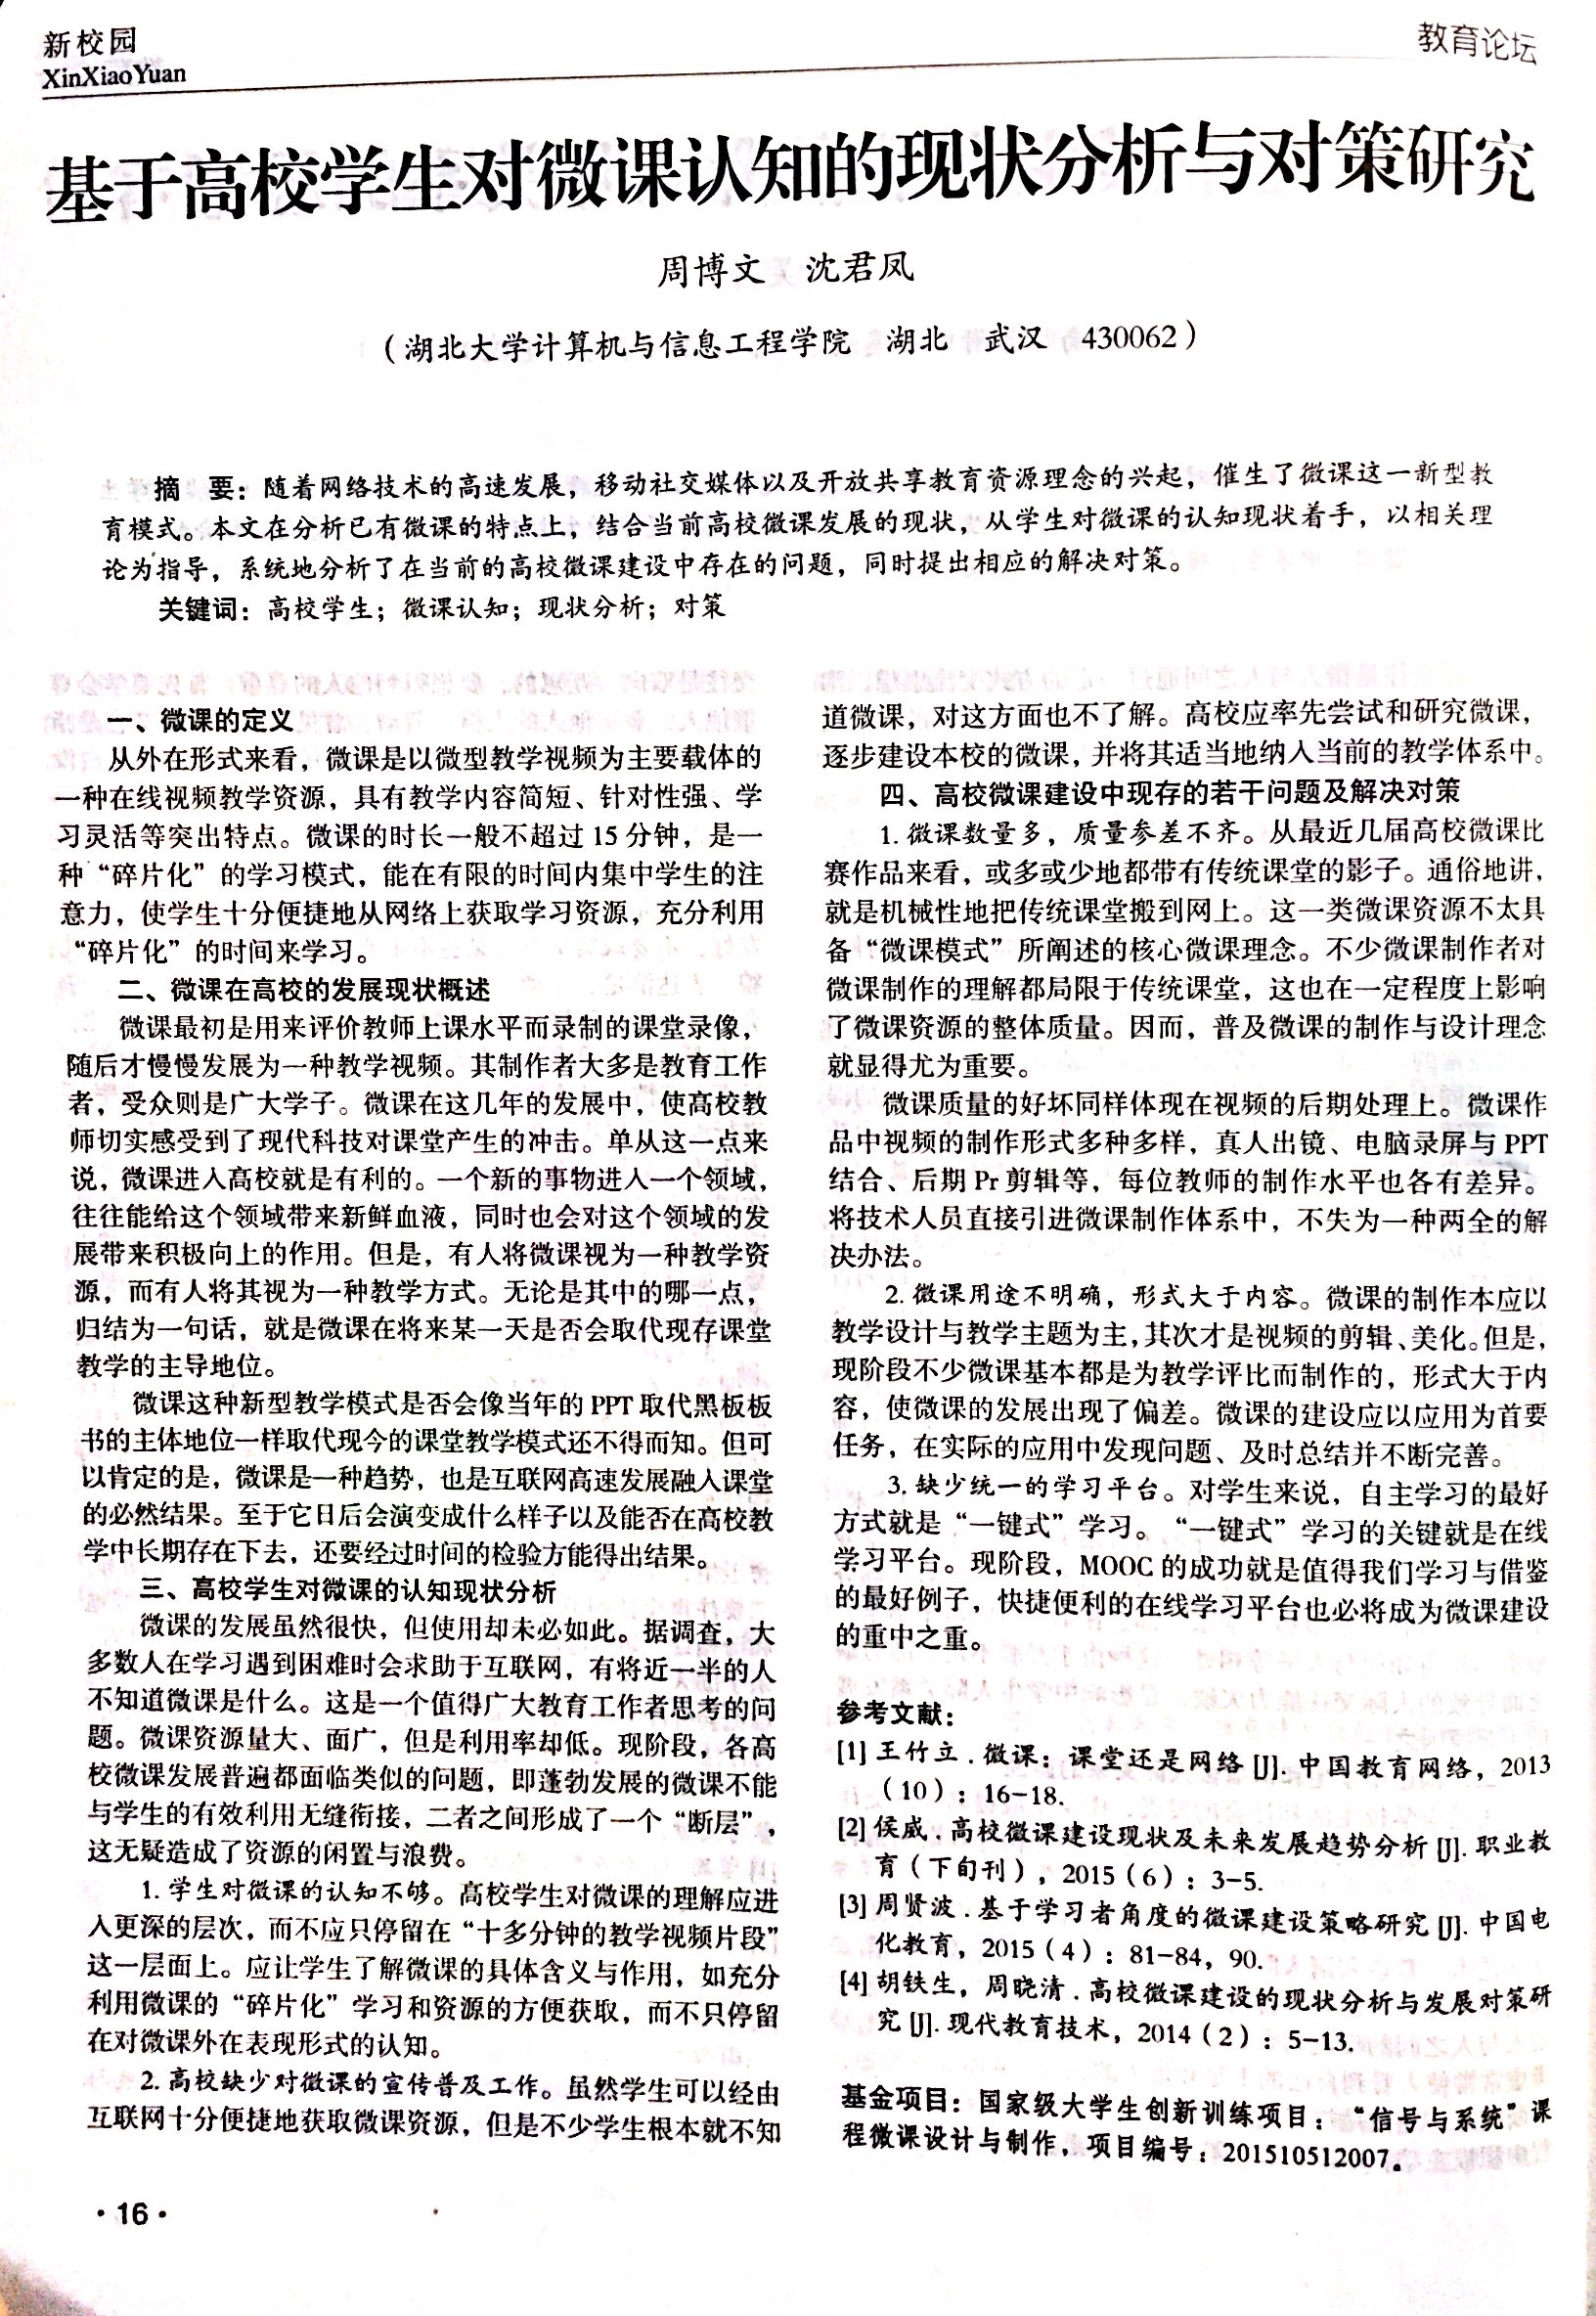 新校园
XinXiaoYuan
教育论坛
基于高校学生对微课认知的现状分析与对策研究
周博文　沈君凤
（湖北大学计算机与信息工程学院　湖北　武汉　430062）
摘　要：随着网络技术的高速发展，移动社交媒体以及开放共享教育资源理念的兴起，催生了微课这一新型教
育模式。本文在分析已有微课的特点上，结合当前高校微课发展的现状，从学生对微课的认知现状着手，以相关理
论为指导，系统地分析了在当前的高校微课建设中存在的问题，同时提出相应的解决对策。
关键词：高校学生；微课认知；现状分析；对策
一、微课的定义
从外在形式来看，微课是以微型教学视频为主要载体的
一种在线视频教学资源，具有教学内容简短、针对性强、学
习灵活等突出特点。微课的时长一般不超过 15 分钟，是一
种“碎片化”的学习模式，能在有限的时间内集中学生的注
意力，使学生十分便捷地从网络上获取学习资源，充分利用
“碎片化”的时间来学习。
二、微课在高校的发展现状概述
微课最初是用来评价教师上课水平而录制的课堂录像，
随后才慢慢发展为一种教学视频。其制作者大多是教育工作
者，受众则是广大学子。微课在这几年的发展中，使高校教
师切实感受到了现代科技对课堂产生的冲击。单从这一点来
说，微课进入高校就是有利的。一个新的事物进入一个领域，
往往能给这个领域带来新鲜血液，同时也会对这个领域的发
展带来积极向上的作用。但是，有人将微课视为一种教学资
源，而有人将其视为一种教学方式。无论是其中的哪一点，
归结为一句话，就是微课在将来某一天是否会取代现存课堂
教学的主导地位。
微课这种新型教学模式是否会像当年的 PPT 取代黑板板
书的主体地位一样取代现今的课堂教学模式还不得而知。但可
以肯定的是，微课是一种趋势，也是互联网高速发展融入课堂
的必然结果。至于它日后会演变成什么样子以及能否在高校教
学中长期存在下去，还要经过时间的检验方能得出结果。
三、高校学生对微课的认知现状分析
微课的发展虽然很快，但使用却未必如此。据调查，大
多数人在学习遇到困难时会求助于互联网，有将近一半的人
不知道微课是什么。这是一个值得广大教育工作者思考的问
题。微课资源量大、面广，但是利用率却低。现阶段，各高
校微课发展普遍都面临类似的问题，即蓬勃发展的微课不能
与学生的有效利用无缝衔接，二者之间形成了一个“断层”，
这无疑造成了资源的闲置与浪费。
1. 学生对微课的认知不够。高校学生对微课的理解应进
入更深的层次，而不应只停留在“十多分钟的教学视频片段”
这一层面上。应让学生了解微课的具体含义与作用，如充分
利用微课的“碎片化”学习和资源的方便获取，而不只停留
在对微课外在表现形式的认知。
2. 高校缺少对微课的宣传普及工作。虽然学生可以经由
互联网十分便捷地获取微课资源，但是不少学生根本就不知
道微课，对这方面也不了解。高校应率先尝试和研究微课，
逐步建设本校的微课，并将其适当地纳入当前的教学体系中。
四、高校微课建设中现存的若干问题及解决对策
1. 微课数量多，质量参差不齐。从最近几届高校微课比
赛作品来看，或多或少地都带有传统课堂的影子。通俗地讲，
就是机械性地把传统课堂搬到网上。这一类微课资源不太具
备“微课模式”所阐述的核心微课理念。不少微课制作者对
微课制作的理解都局限于传统课堂，这也在一定程度上影响
了微课资源的整体质量。因而，普及微课的制作与设计理念
就显得尤为重要。
微课质量的好坏同样体现在视频的后期处理上。微课作
品中视频的制作形式多种多样，真人出镜、电脑录屏与 PPT
结合、后期 Pr 剪辑等，每位教师的制作水平也各有差异。
将技术人员直接引进微课制作体系中，不失为一种两全的解
决办法。
2. 微课用途不明确，形式大于内容。微课的制作本应以
教学设计与教学主题为主，其次才是视频的剪辑、美化。但是，
现阶段不少微课基本都是为教学评比而制作的，形式大于内
容，使微课的发展出现了偏差。微课的建设应以应用为首要
任务，在实际的应用中发现问题、及时总结并不断完善。
3. 缺少统一的学习平台。对学生来说，自主学习的最好
方式就是“一键式”学习。“一键式”学习的关键就是在线
学习平台。现阶段，MOOC 的成功就是值得我们学习与借鉴
的最好例子，快捷便利的在线学习平台也必将成为微课建设
的重中之重。
参考文献：
[1] 王竹立 . 微课：课堂还是网络 [J]. 中国教育网络，2013
（10）：16-18.
[2] 侯威 . 高校微课建设现状及未来发展趋势分析 [J]. 职业教
育（下旬刊），2015（6）：3-5.
[3] 周贤波 . 基于学习者角度的微课建设策略研究 [J]. 中国电
化教育，2015（4）：81-84，90.
[4] 胡铁生，周晓清 . 高校微课建设的现状分析与发展对策研
究 [J]. 现代教育技术，2014（2）：5-13.
基金项目：国家级大学生创新训练项目：“信号与系统”课
程微课设计与制作，项目编号：201510512007。
·16·